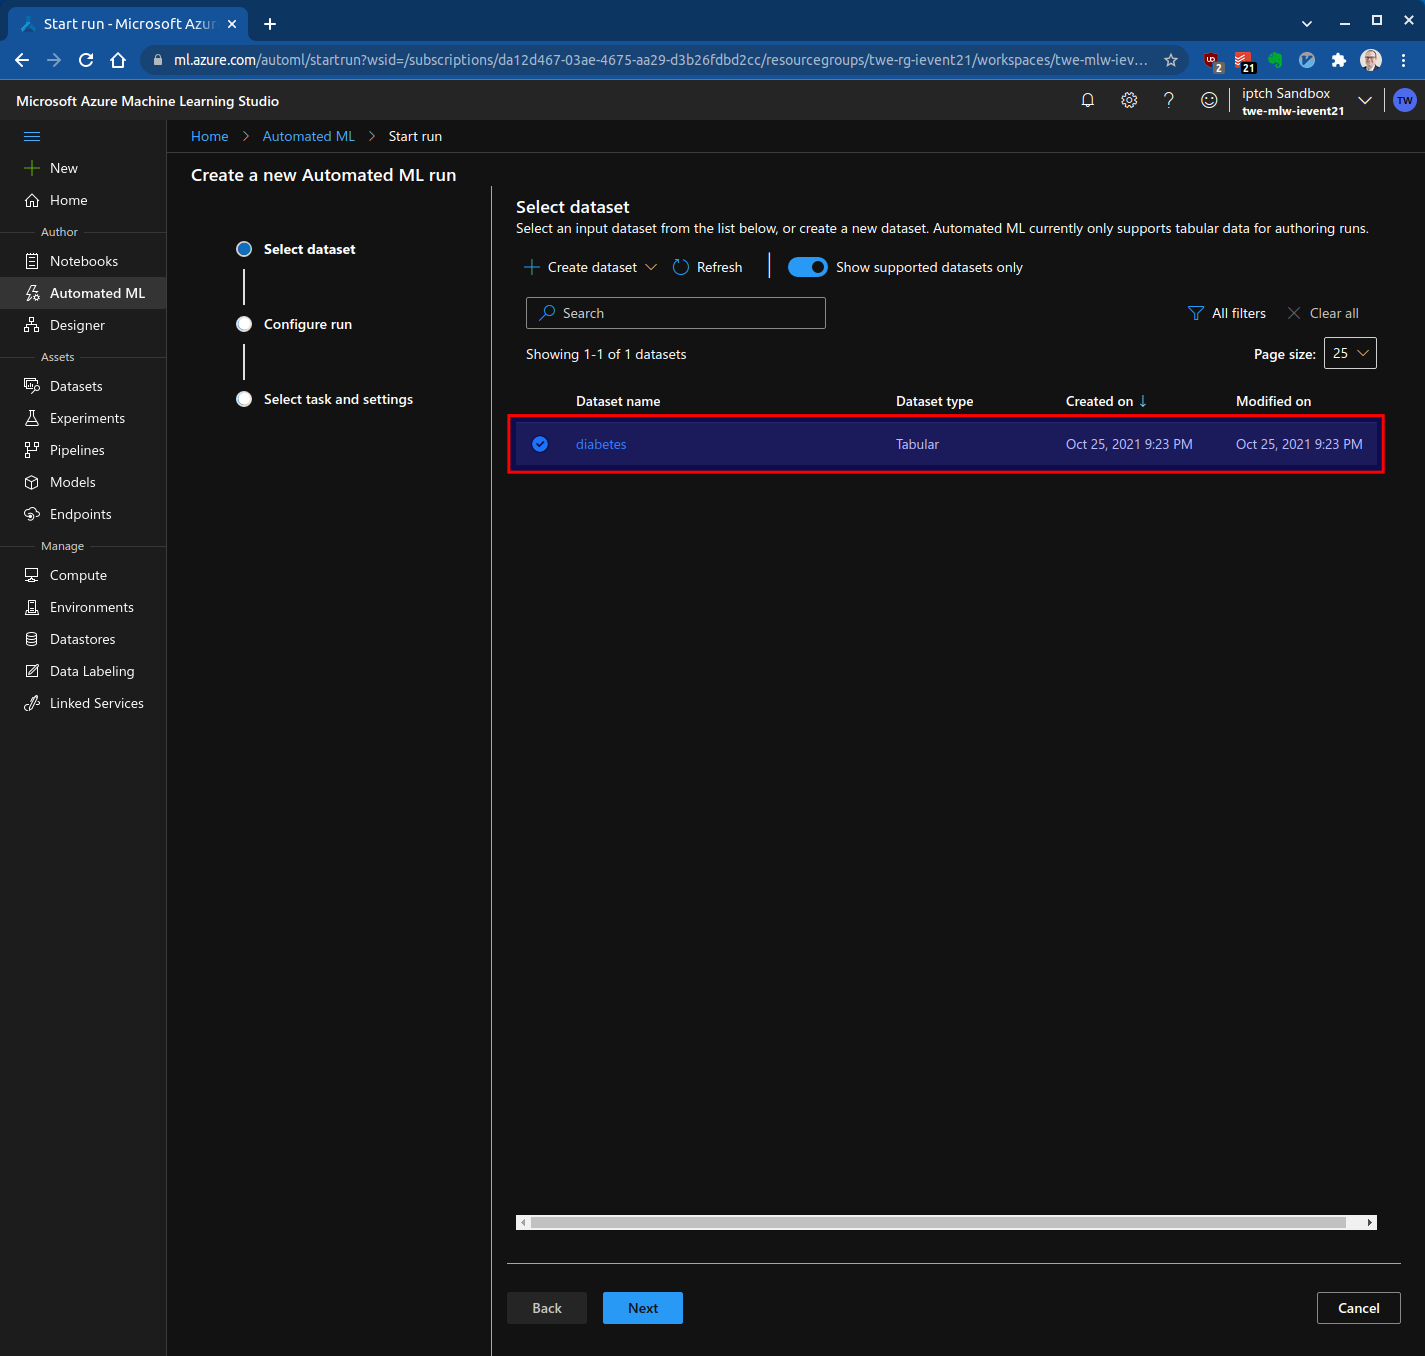 Start run - Microsoft Azur
ml.azure.com/automl/startrun?wsid=/subscriptions/da12d467-03ae-4675-aa29-d3b26fdbd2cc/resourcegroups/twe-rg-ievent21/workspaces/twe-mlw-iev...
2
21
Microsoft Azure Machine Learning Studio
iptch Sandbox
twe-mlw-ievent21
TW
Home > Automated ML > Start run
New
Home
Author
Notebooks
Automated ML
Designer
Assets
Datasets
Experiments
Pipelines
Models
Endpoints
Manage
Compute
Environments
Datastores
Data Labeling
Linked Services
Create a new Automated ML run
Select dataset
Configure run
Select task and settings
Select dataset
Select an input dataset from the list below, or create a new dataset. Automated ML currently only supports tabular data for authoring runs.
Create dataset Refresh Show supported datasets only
Search All filters Clear all
Showing 1-1 of 1 datasets Page size: 25
Dataset name Dataset type Created on ↓ Modified on
diabetes Tabular Oct 25, 2021 9:23 PM Oct 25, 2021 9:23 PM
Back Next Cancel